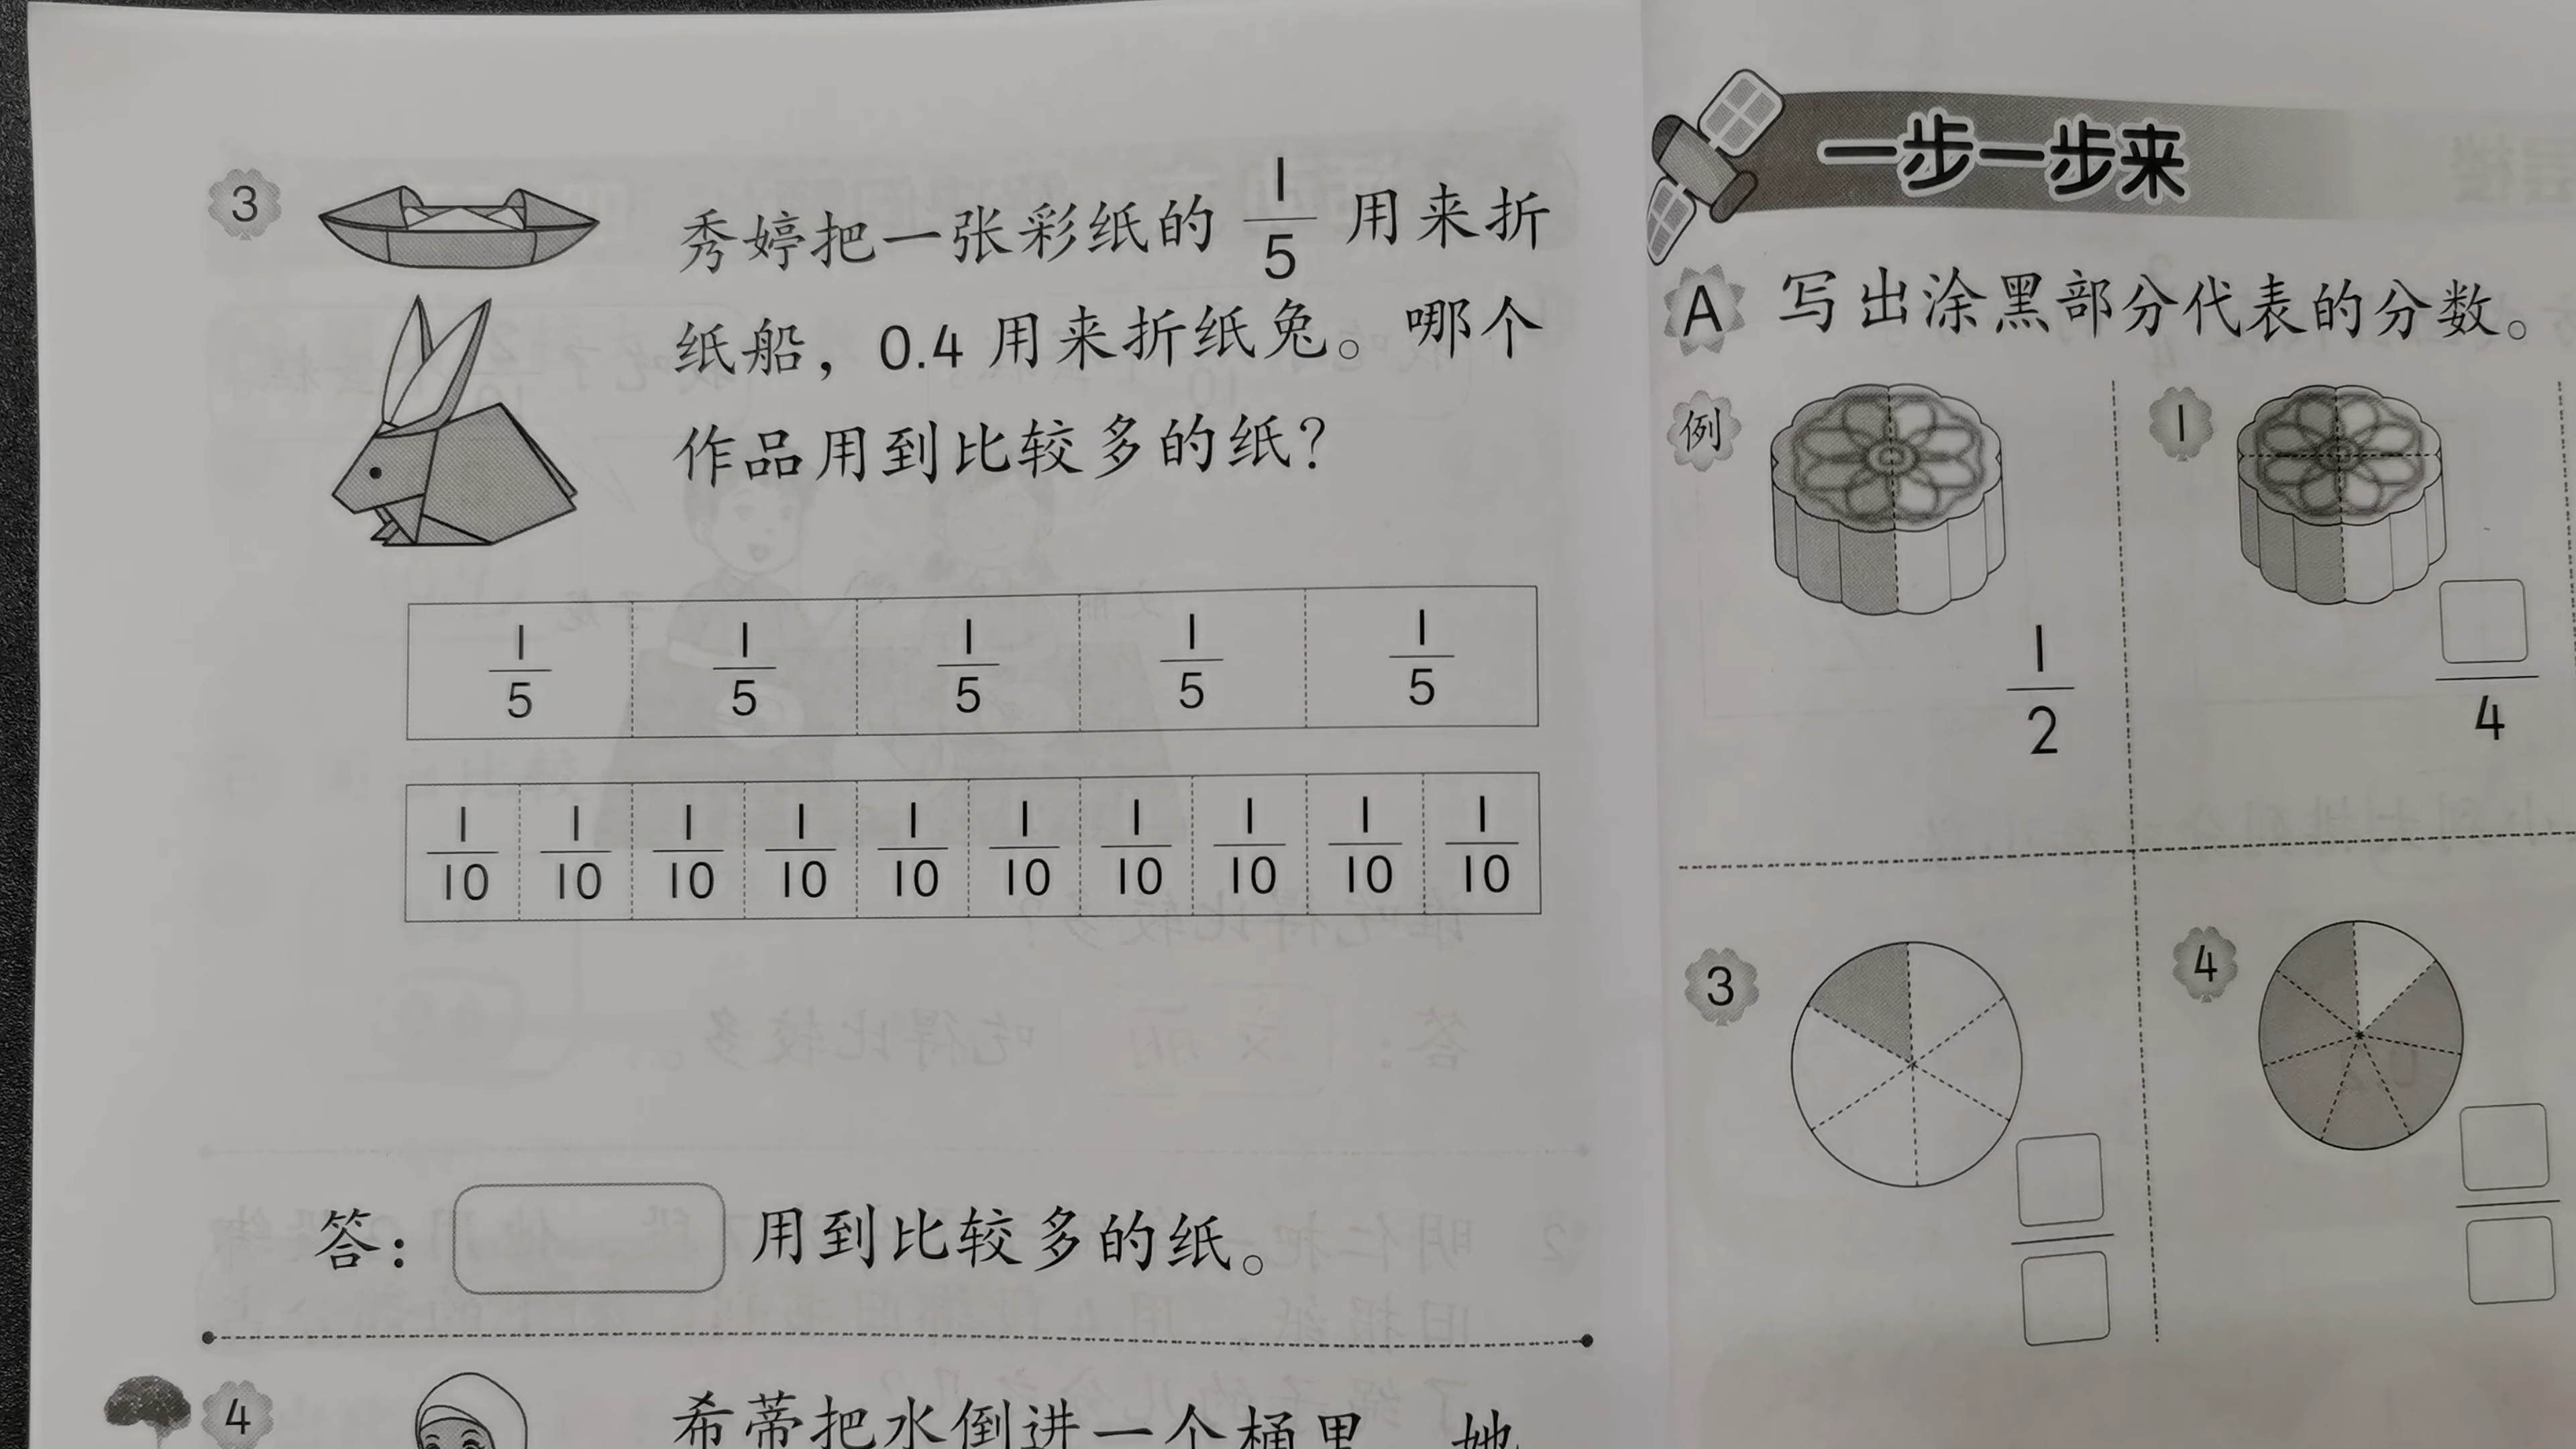 3
秀婷把一张彩纸的 1/5 用来折
纸船，0.4 用来折纸兔。哪个
作品用到比较多的纸？
1/5 1/5 1/5 1/5 1/5
1/10 1/10 1/10 1/10 1/10 1/10 1/10 1/10 1/10 1/10
答： 用到比较多的纸。
4
希蒂把水倒进一个桶里 她
一步一步来
A 写出涂黑部分代表的分数。
例
1/2
1
4
3
4